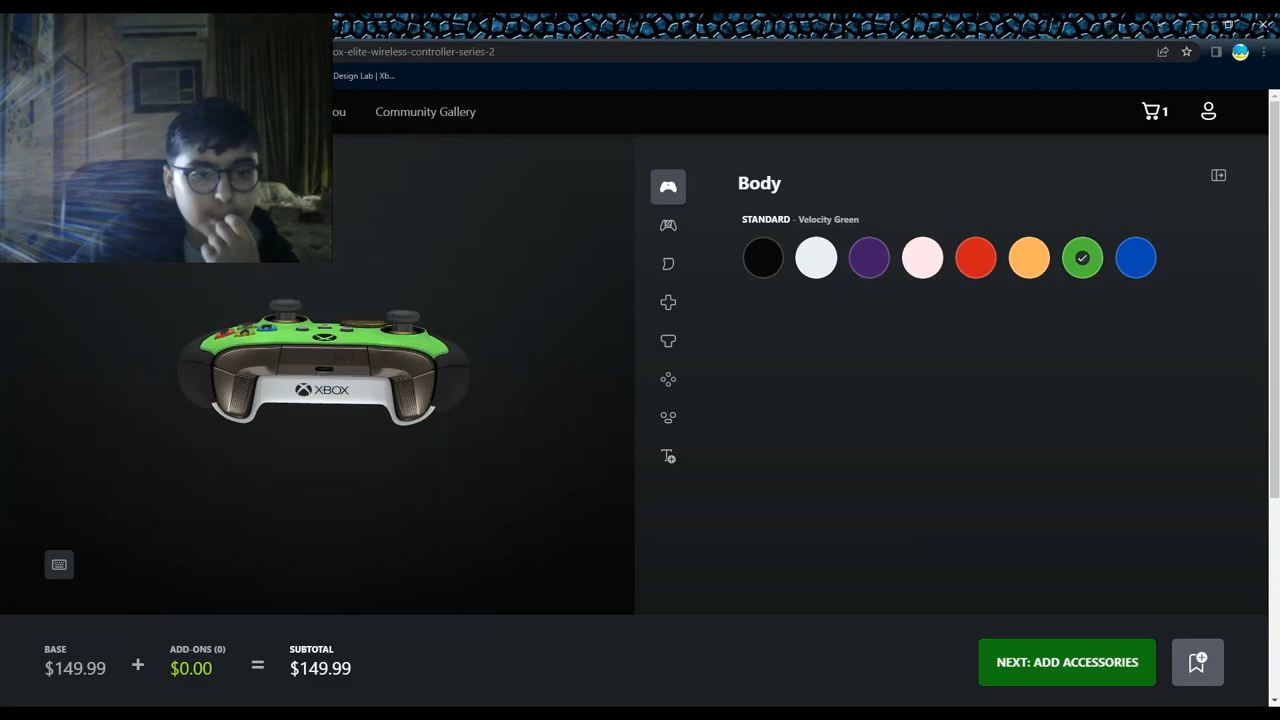 ox-elite-wireless-controller-series-2
Design Lab | Xb...
ou
Community Gallery
1
Body
STANDARD - Velocity Green
XBOX
BASE
$149.99
+
ADD-ONS (0)
$0.00
=
SUBTOTAL
$149.99
NEXT: ADD ACCESSORIES